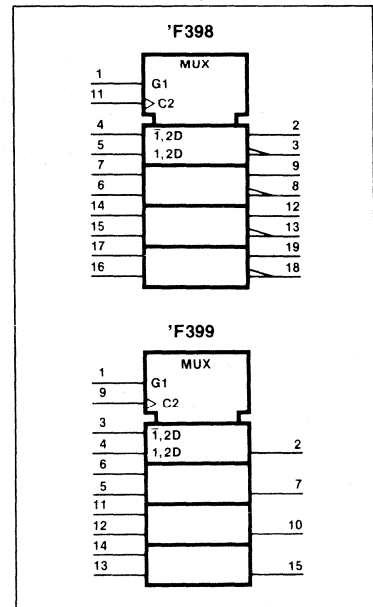 'F398
MUX
1
G1
11
C2
4 1̅,2D 2
5 1,2D 3
7 9
6 8
14 12
15 13
17 19
16 18
'F399
MUX
1
G1
9
C2
3 1̅,2D
4 1,2D 2
6
5 7
11
12 10
14
13 15